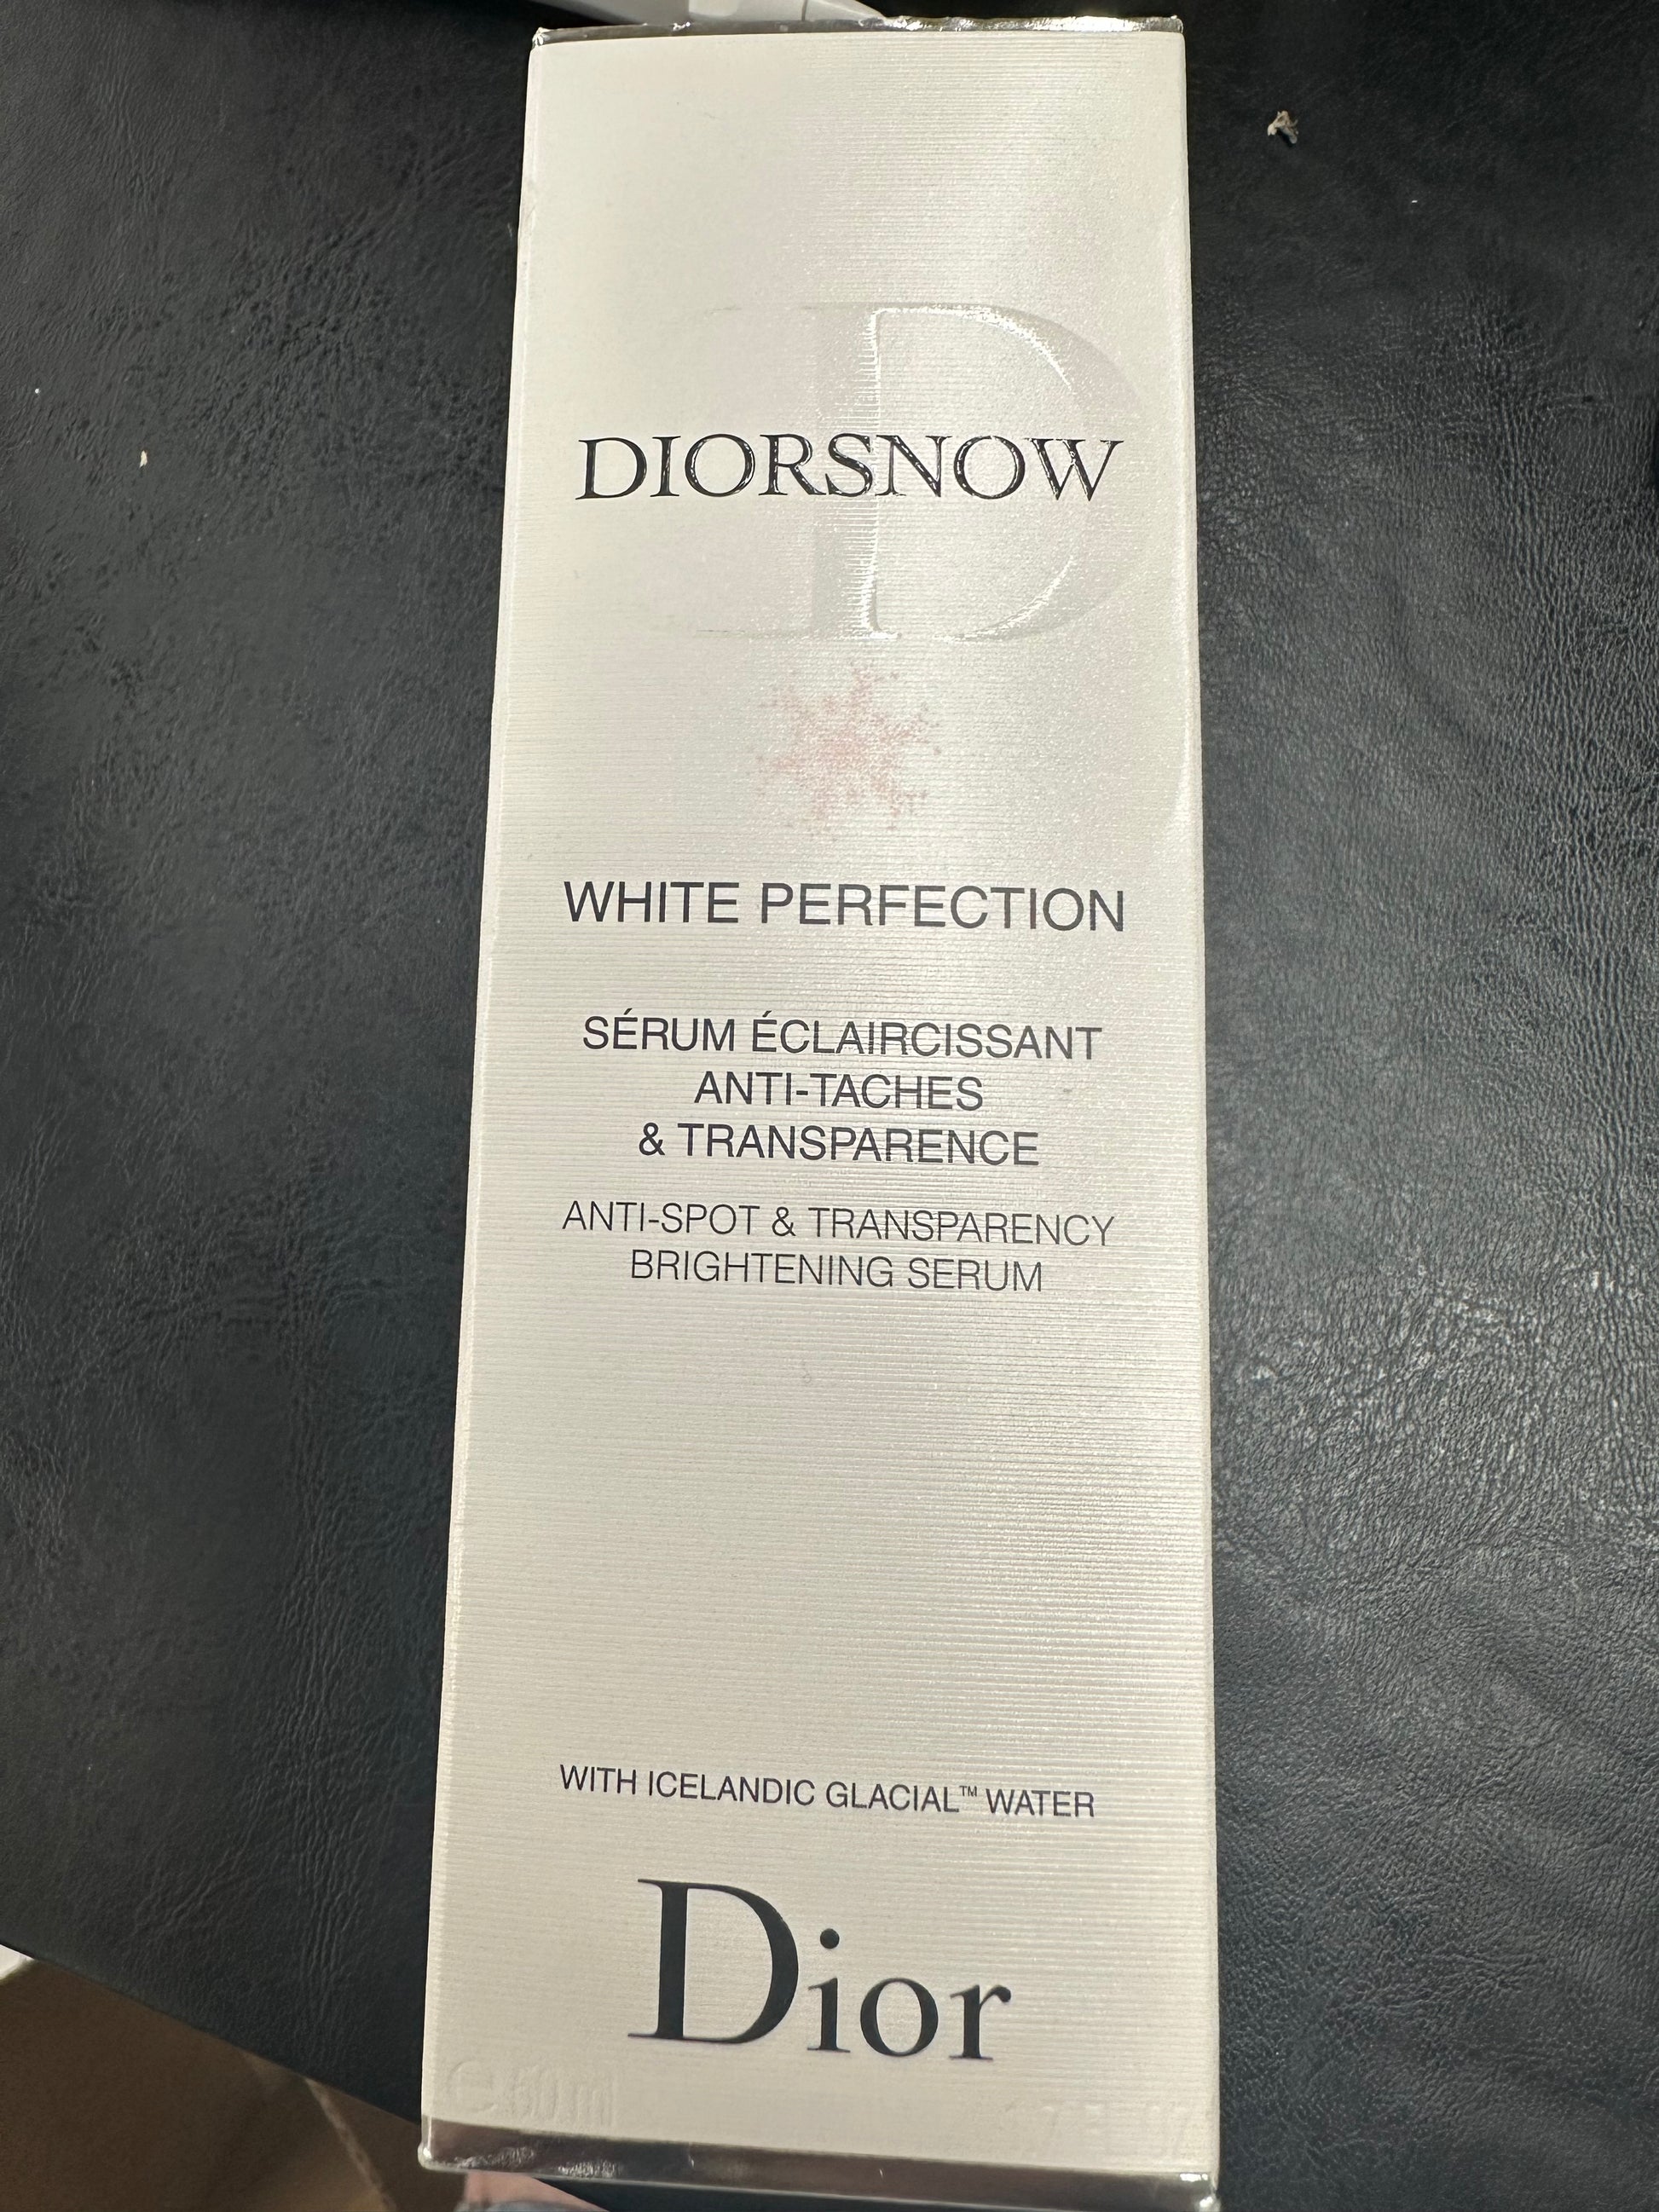 DIORSNOW
WHITE PERFECTION
SÉRUM ÉCLAIRCISSANT
ANTI-TACHES
& TRANSPARENCE
ANTI-SPOT & TRANSPARENCY
BRIGHTENING SERUM
WITH ICELANDIC GLACIAL™ WATER
Dior